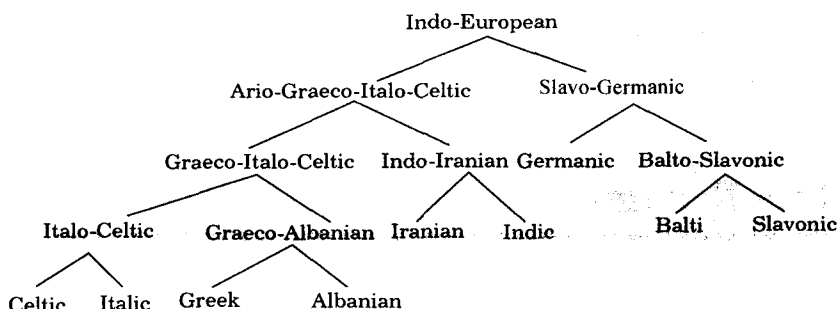 Indo-European
Ario-Graeco-Italo-Celtic Slavo-Germanic
Graeco-Italo-Celtic Indo-Iranian Germanic Balto-Slavonic
Italo-Celtic Graeco-Albanian Iranian Indic Balti Slavonic
Celtic Italic Greek Albanian